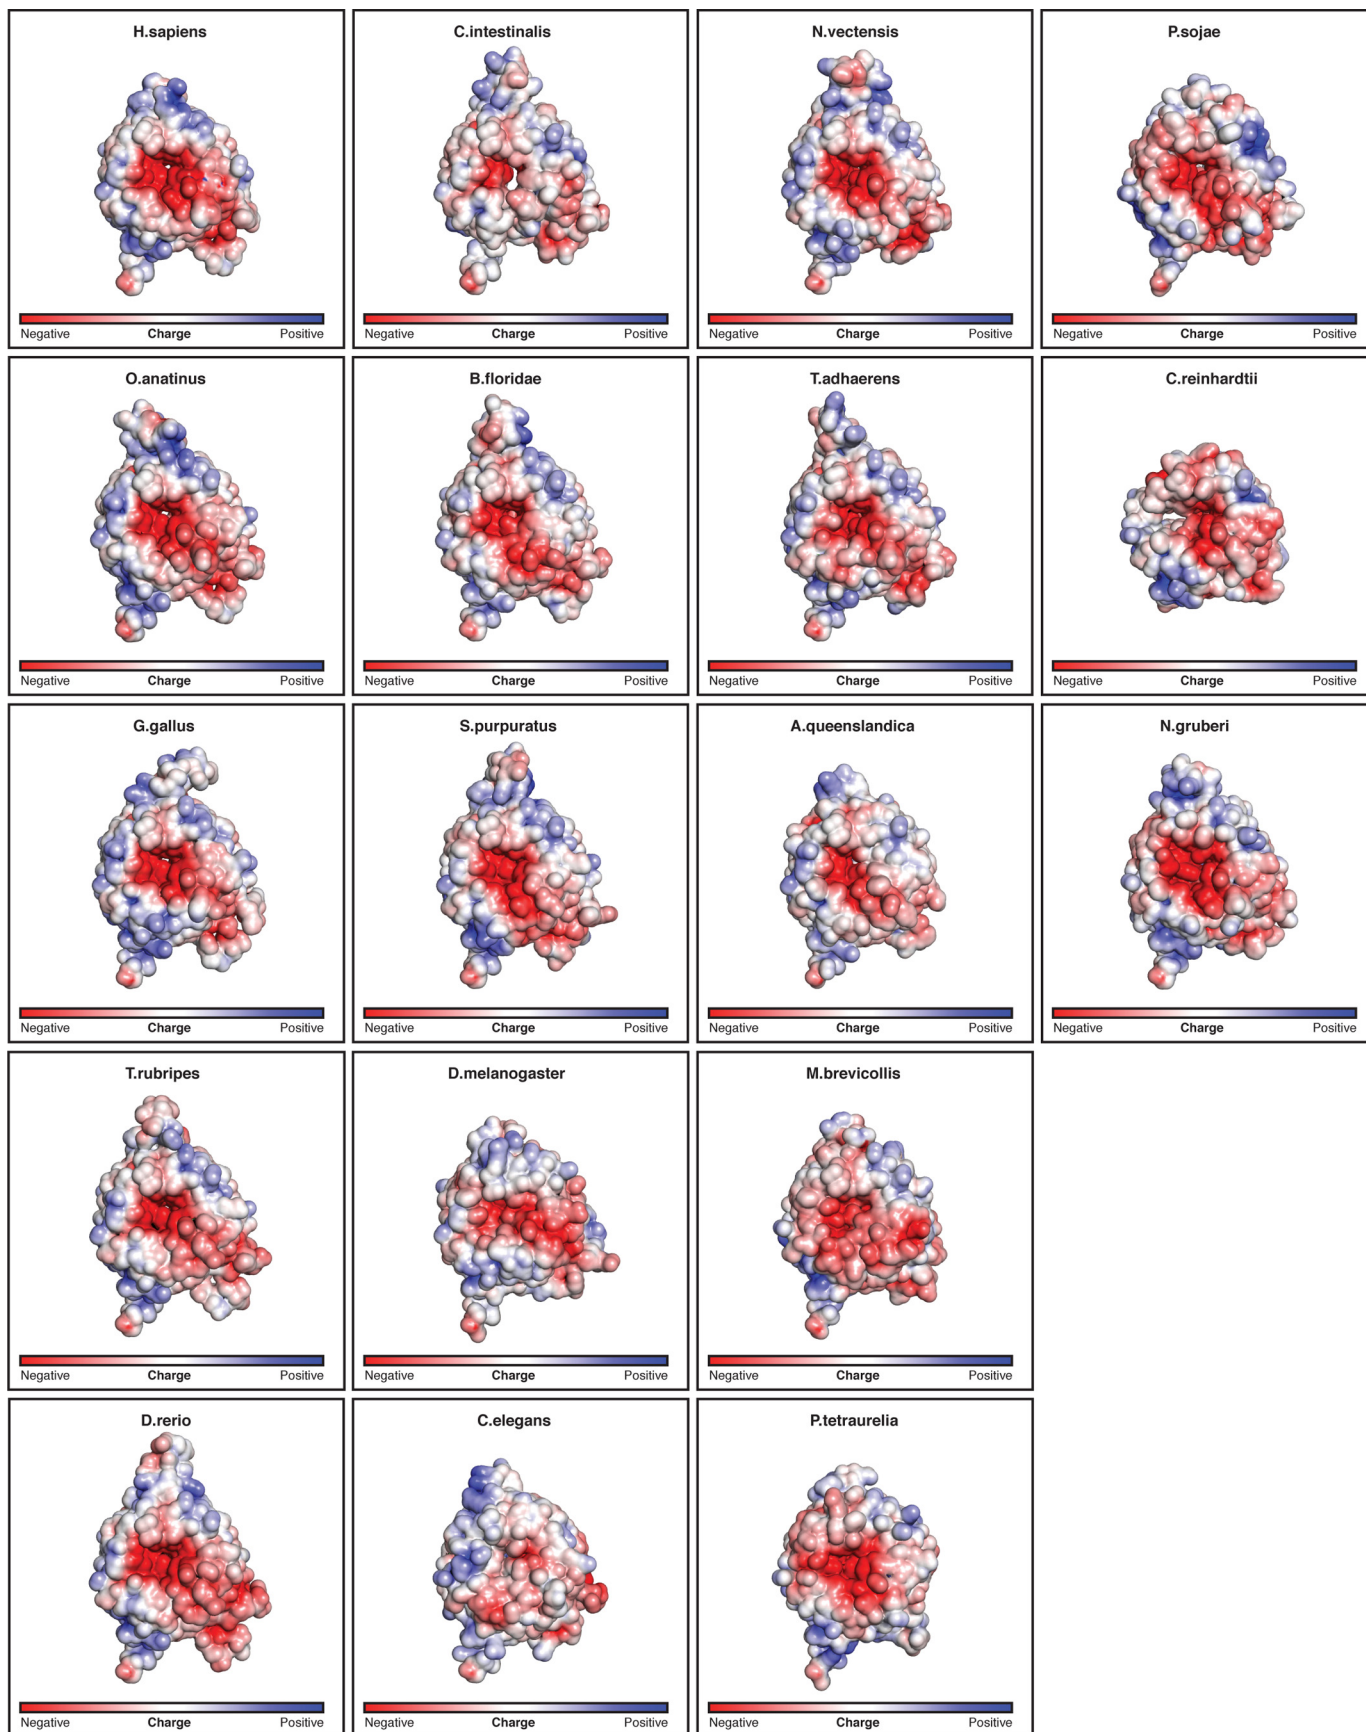 H.sapiens
Negative Charge Positive
C.intestinalis
Negative Charge Positive
N.vectensis
Negative Charge Positive
P.sojae
Negative Charge Positive
O.anatinus
Negative Charge Positive
B.floridae
Negative Charge Positive
T.adhaerens
Negative Charge Positive
C.reinhardtii
Negative Charge Positive
G.gallus
Negative Charge Positive
S.purpuratus
Negative Charge Positive
A.queenslandica
Negative Charge Positive
N.gruberi
Negative Charge Positive
T.rubripes
Negative Charge Positive
D.melanogaster
Negative Charge Positive
M.brevicollis
Negative Charge Positive
D.rerio
Negative Charge Positive
C.elegans
Negative Charge Positive
P.tetraurelia
Negative Charge Positive